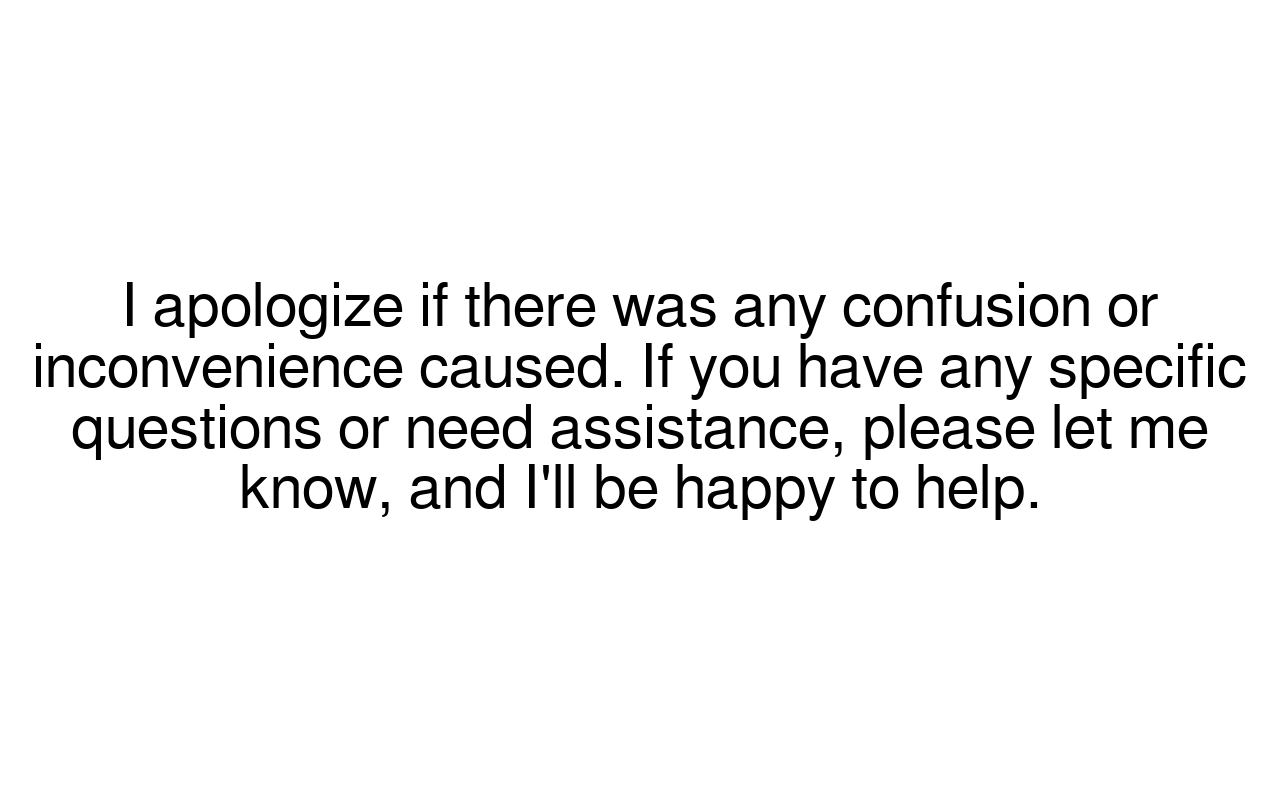 I apologize if there was any confusion or
inconvenience caused. If you have any specific
questions or need assistance, please let me
know, and I'll be happy to help.